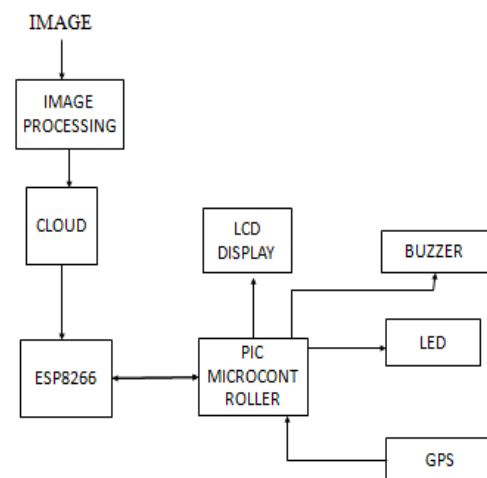 IMAGE
IMAGE
PROCESSING
CLOUD
LCD
DISPLAY
BUZZER
ESP8266
PIC
MICROCONT
ROLLER
LED
GPS